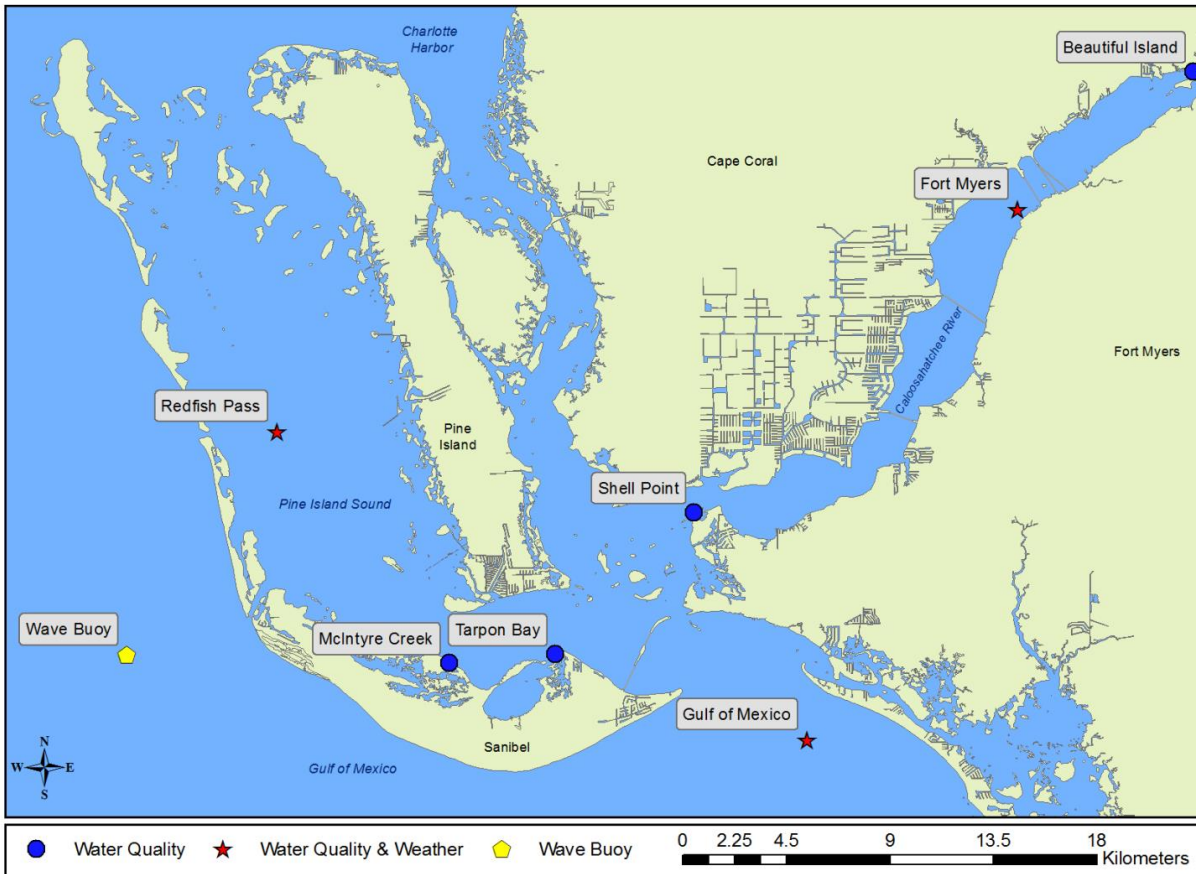 Charlotte
Harbor
Beautiful Island
Cape Coral
Fort Myers
Caloosahatchee River
Fort Myers
Redfish Pass
Pine
Island
Shell Point
Pine Island Sound
Wave Buoy
McIntyre Creek
Tarpon Bay
Gulf of Mexico
Sanibel
Gulf of Mexico
N
W E
S
Water Quality
Water Quality & Weather
Wave Buoy
0 2.25 4.5 9 13.5 18
Kilometers